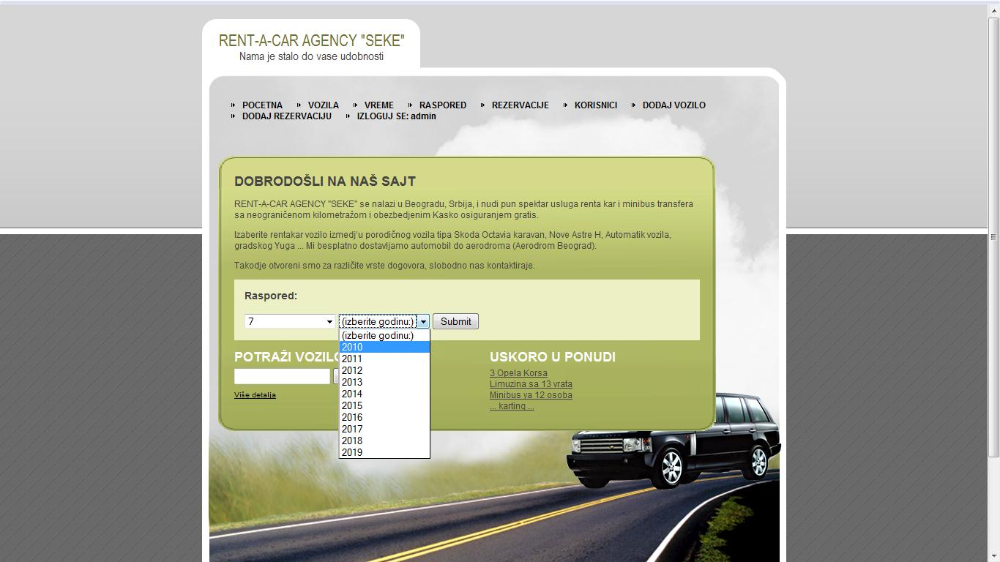 RENT-A-CAR AGENCY "SEKE"
Nama je stalo do vase udobnosti
POCETNA VOZILA VREME RASPORED REZERVACIJE KORISNICI DODAJ VOZILO
DODAJ REZERVACIJU IZLOGUJ SE: admin
DOBRODOŠLI NA NAŠ SAJT
RENT-A-CAR AGENCY "SEKE" se nalazi u Beogradu, Srbija, i nudi pun spektar usluga renta kar i minibus transfera
sa neograničenom kilometražom i obezbedjenim Kasko osiguranjem gratis.
Izaberite rentakar vozilo izmedj'u porodičnog vozila tipa Skoda Octavia karavan, Nove Astre H, Automatik vozila,
gradskog Yuga ... Mi besplatno dostavljamo automobil do aerodroma (Aerodrom Beograd).
Takodje otvoreni smo za različite vrste dogovora, slobodno nas kontaktiraje.
Raspored:
7 (izberite godinu:) Submit
(izberite godinu:)
2010
2011
2012
2013
2014
2015
2016
2017
2018
2019
POTRAŽI VOZILO
Više detalja
USKORO U PONUDI
3 Opela Korsa
Limuzina sa 13 vrata
Minibus va 12 osoba
... karting ...